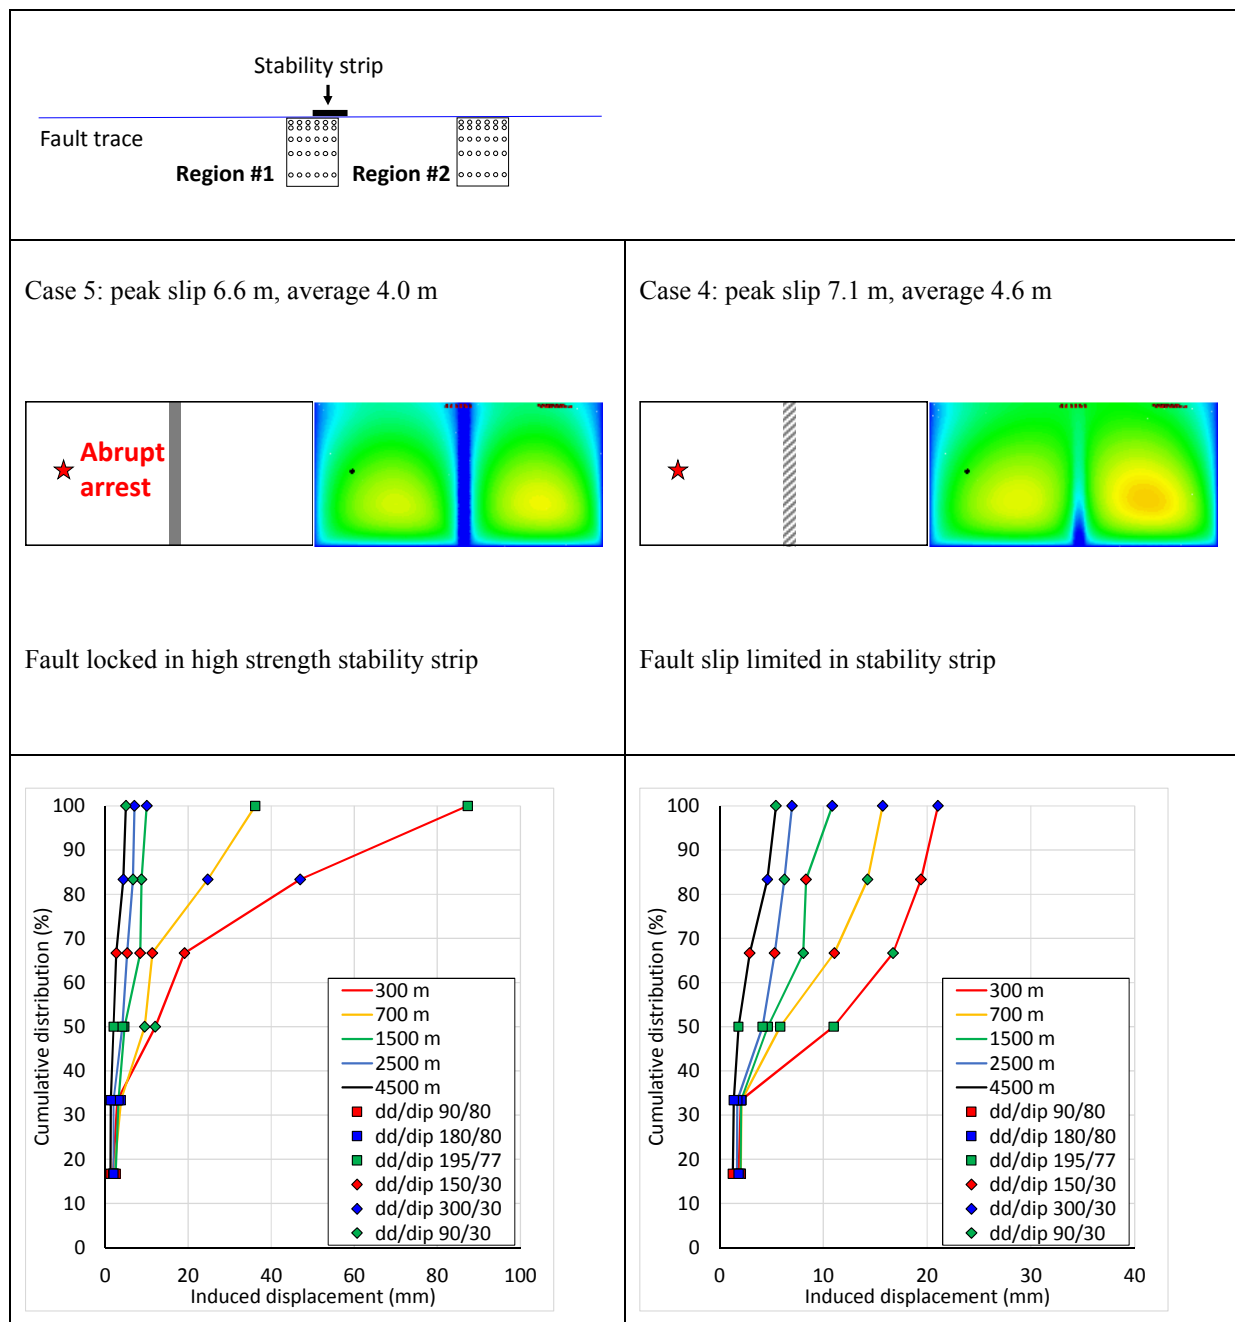 Stability strip
Fault trace
Region #1
Region #2
Case 5: peak slip 6.6 m, average 4.0 m
Abrupt
arrest
Fault locked in high strength stability strip
Case 4: peak slip 7.1 m, average 4.6 m
Fault slip limited in stability strip
100
90
80
70
60
50
40
30
20
10
0
Cumulative distribution (%)
300 m
700 m
1500 m
2500 m
4500 m
dd/dip 90/80
dd/dip 180/80
dd/dip 195/77
dd/dip 150/30
dd/dip 300/30
dd/dip 90/30
0 20 40 60 80 100
Induced displacement (mm)
100
90
80
70
60
50
40
30
20
10
0
Cumulative distribution (%)
300 m
700 m
1500 m
2500 m
4500 m
dd/dip 90/80
dd/dip 180/80
dd/dip 195/77
dd/dip 150/30
dd/dip 300/30
dd/dip 90/30
0 10 20 30 40
Induced displacement (mm)